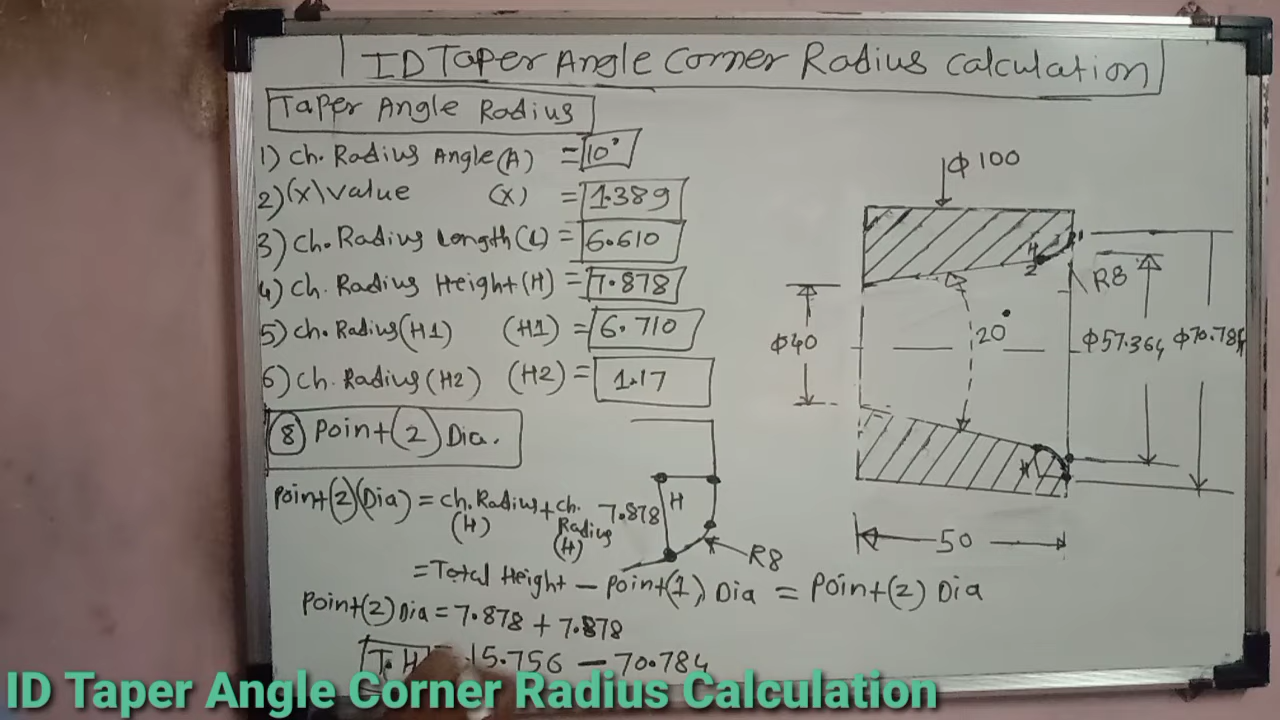 ID Taper Angle Corner Radius Calculation
Taper Angle Radius
1) Ch. Radius Angle(A) = 10°
2) (X) Value (X) = 1.389
3) Ch. Radius Length(L) = 6.610
4) Ch. Radius Height(H) = 7.878
5) Ch. Radius(H1) (H1) = 6.710
6) Ch. Radius(H2) (H2) = 1.17
8 Point(2) Dia.
Point(2)(Dia) = Ch. Radius (H) + Ch. Radius (H)
= Total Height - Point(1) Dia = Point(2) Dia
Point(2) Dia = 7.878 + 7.878
T.H 15.756 - 70.784
7.878
H
R8
Φ100
R8
2
Φ40
20°
Φ57.364
Φ70.784
50
ID Taper Angle Corner Radius Calculation